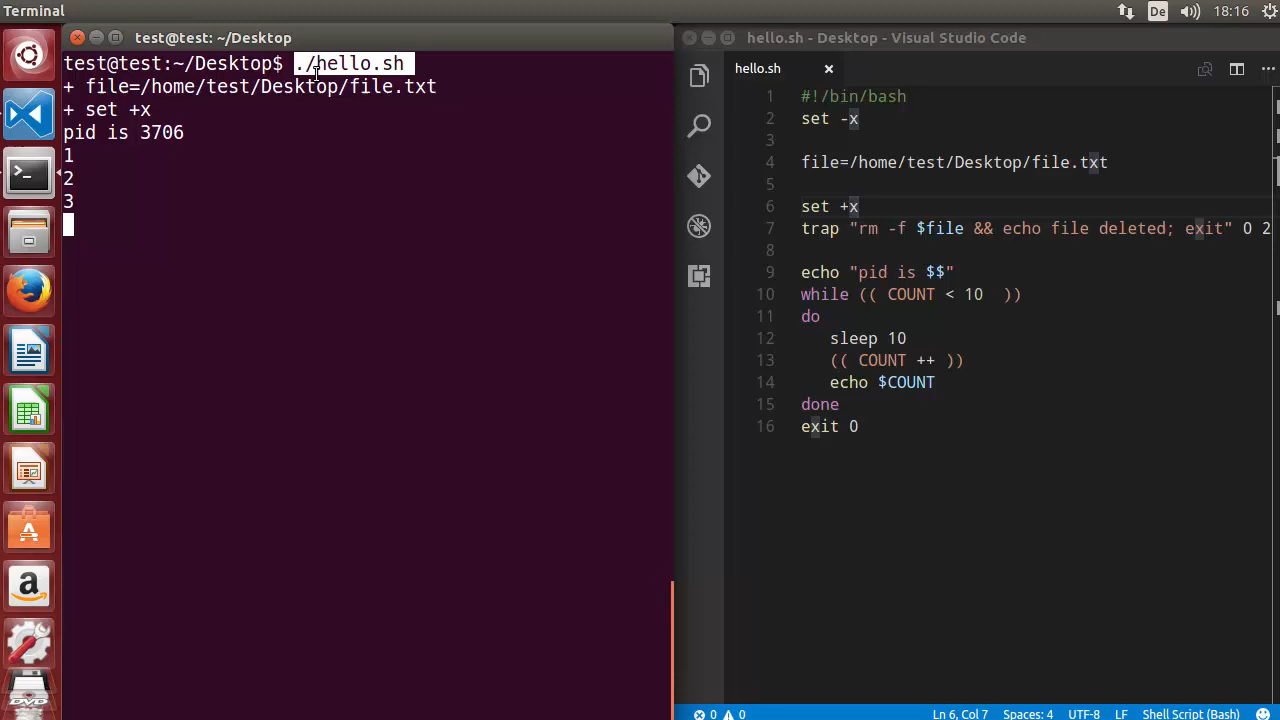 Terminal
De
18:16
test@test: ~/Desktop
test@test:~/Desktop$ ./hello.sh
+ file=/home/test/Desktop/file.txt
+ set +x
pid is 3706
1
2
3
hello.sh - Desktop - Visual Studio Code
hello.sh
1 #!/bin/bash
2 set -x
3
4 file=/home/test/Desktop/file.txt
5
6 set +x
7 trap "rm -f $file && echo file deleted; exit" 0 2
8
9 echo "pid is $$"
10 while (( COUNT < 10 ))
11 do
12 sleep 10
13 (( COUNT ++ ))
14 echo $COUNT
15 done
16 exit 0
0 0
Ln 6, Col 7 Spaces: 4 UTF-8 LF Shell Script (Bash)